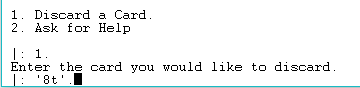 1. Discard a Card.
2. Ask for Help
|: 1.
Enter the card you would like to discard.
|: '8t'.